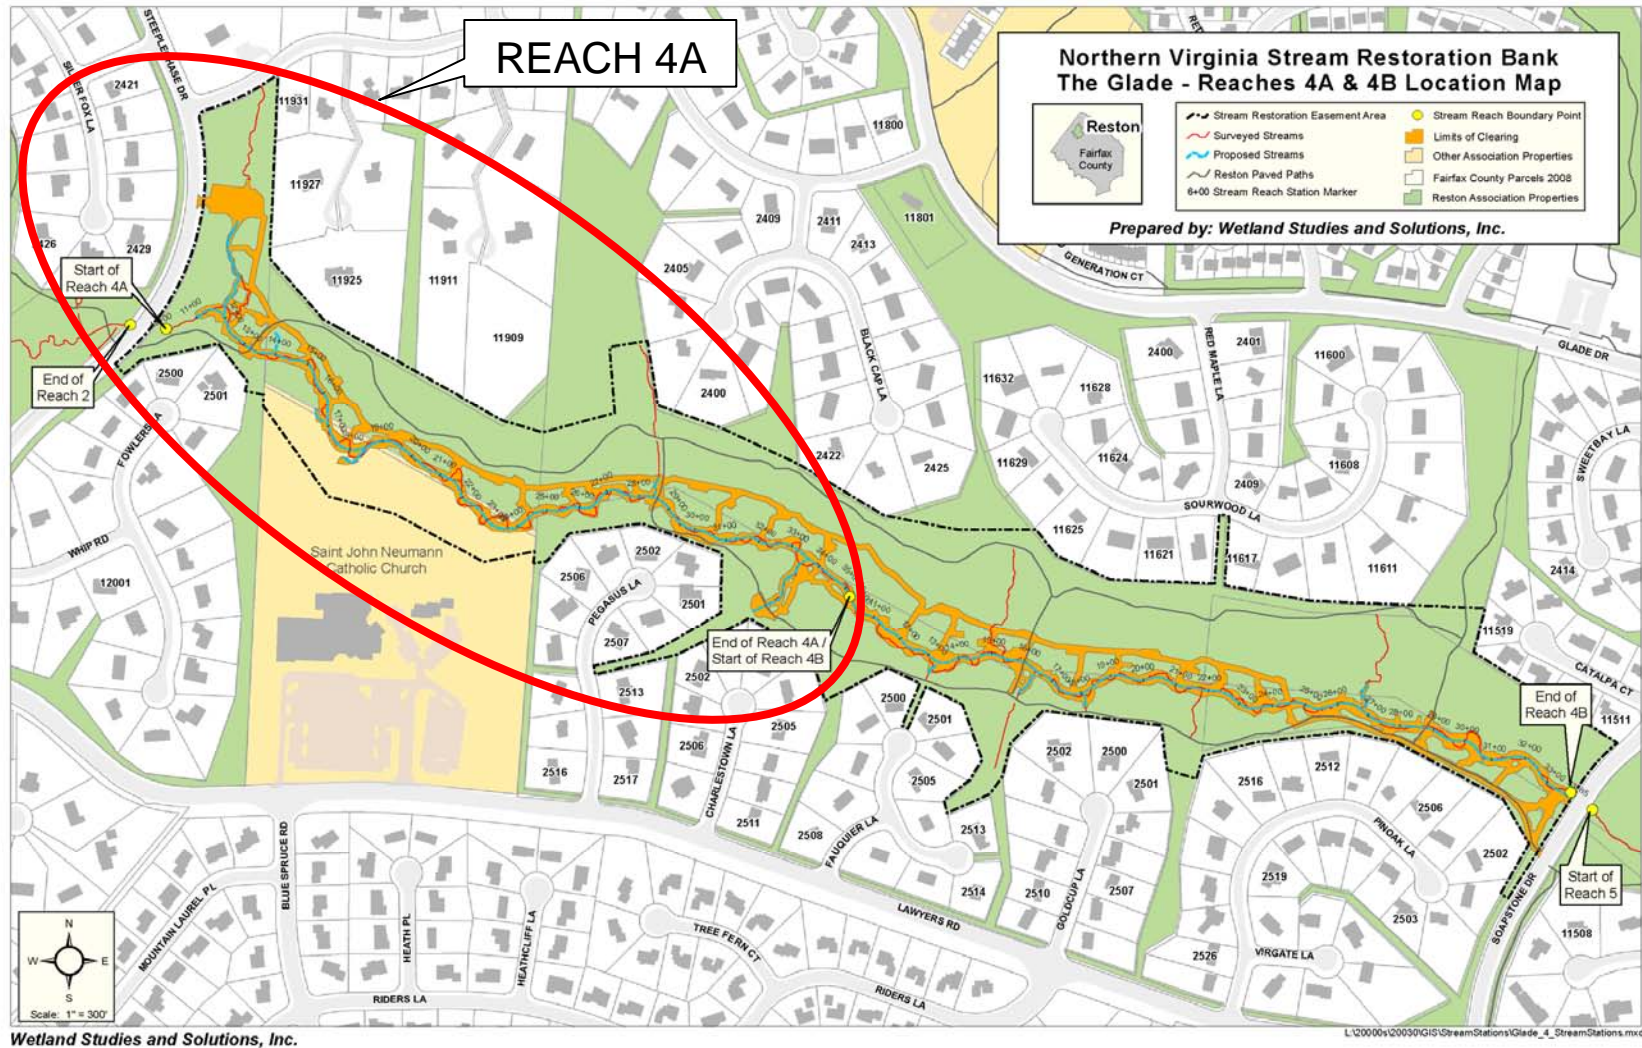 REACH 4A
Northern Virginia Stream Restoration Bank
The Glade - Reaches 4A & 4B Location Map
Reston
Fairfax
County
Stream Restoration Easement Area
Surveyed Streams
Proposed Streams
Reston Paved Paths
6+00 Stream Reach Station Marker
Stream Reach Boundary Point
Limits of Clearing
Other Association Properties
Fairfax County Parcels 2008
Reston Association Properties
Prepared by: Wetland Studies and Solutions, Inc.
STEEPLECHASE DR
SILVER FOX LA
2421
11931
11800
11927
2409
2411
11801
2413
2426
2429
Start of
Reach 4A
11925
11911
2405
GENERATION CT
11909
BLACK CAP LA
RED MAPLE LA
GLADE DR
2400
2401
11600
End of
Reach 2
2500
2501
2400
11632
11628
FOWLERS LA
2422
2425
11629
11624
11608
SWEETBAY LA
2409
SOURWOOD LA
11625
11621
11617
11611
2414
WHIP RD
12001
Saint John Neumann
Catholic Church
2502
2506
PEGASUS LA
2501
2507
End of Reach 4A /
Start of Reach 4B
11519
CATALPA CT
2502
2513
2500
2501
End of
Reach 4B
11511
2506
2505
CHARLESTOWN LA
2516
2517
2505
2502
2500
2501
2516
2512
2506
PINOAK LA
2502
2511
2508
FAUQUIER LA
2513
2514
GOLDCUP LA
2510
2507
2519
2503
Start of
Reach 5
SOAPSTONE DR
BLUE SPRUCE RD
MOUNTAIN LAUREL PL
HEATH PL
HEATHCLIFF LA
LAWYERS RD
TREE FERN CT
2526
VIRGATE LA
11508
RIDERS LA
RIDERS LA
N
W
E
S
Scale: 1" = 300'
Wetland Studies and Solutions, Inc.
L:\20000s\20030\GIS\StreamStations\Glade_4_StreamStations.mxd